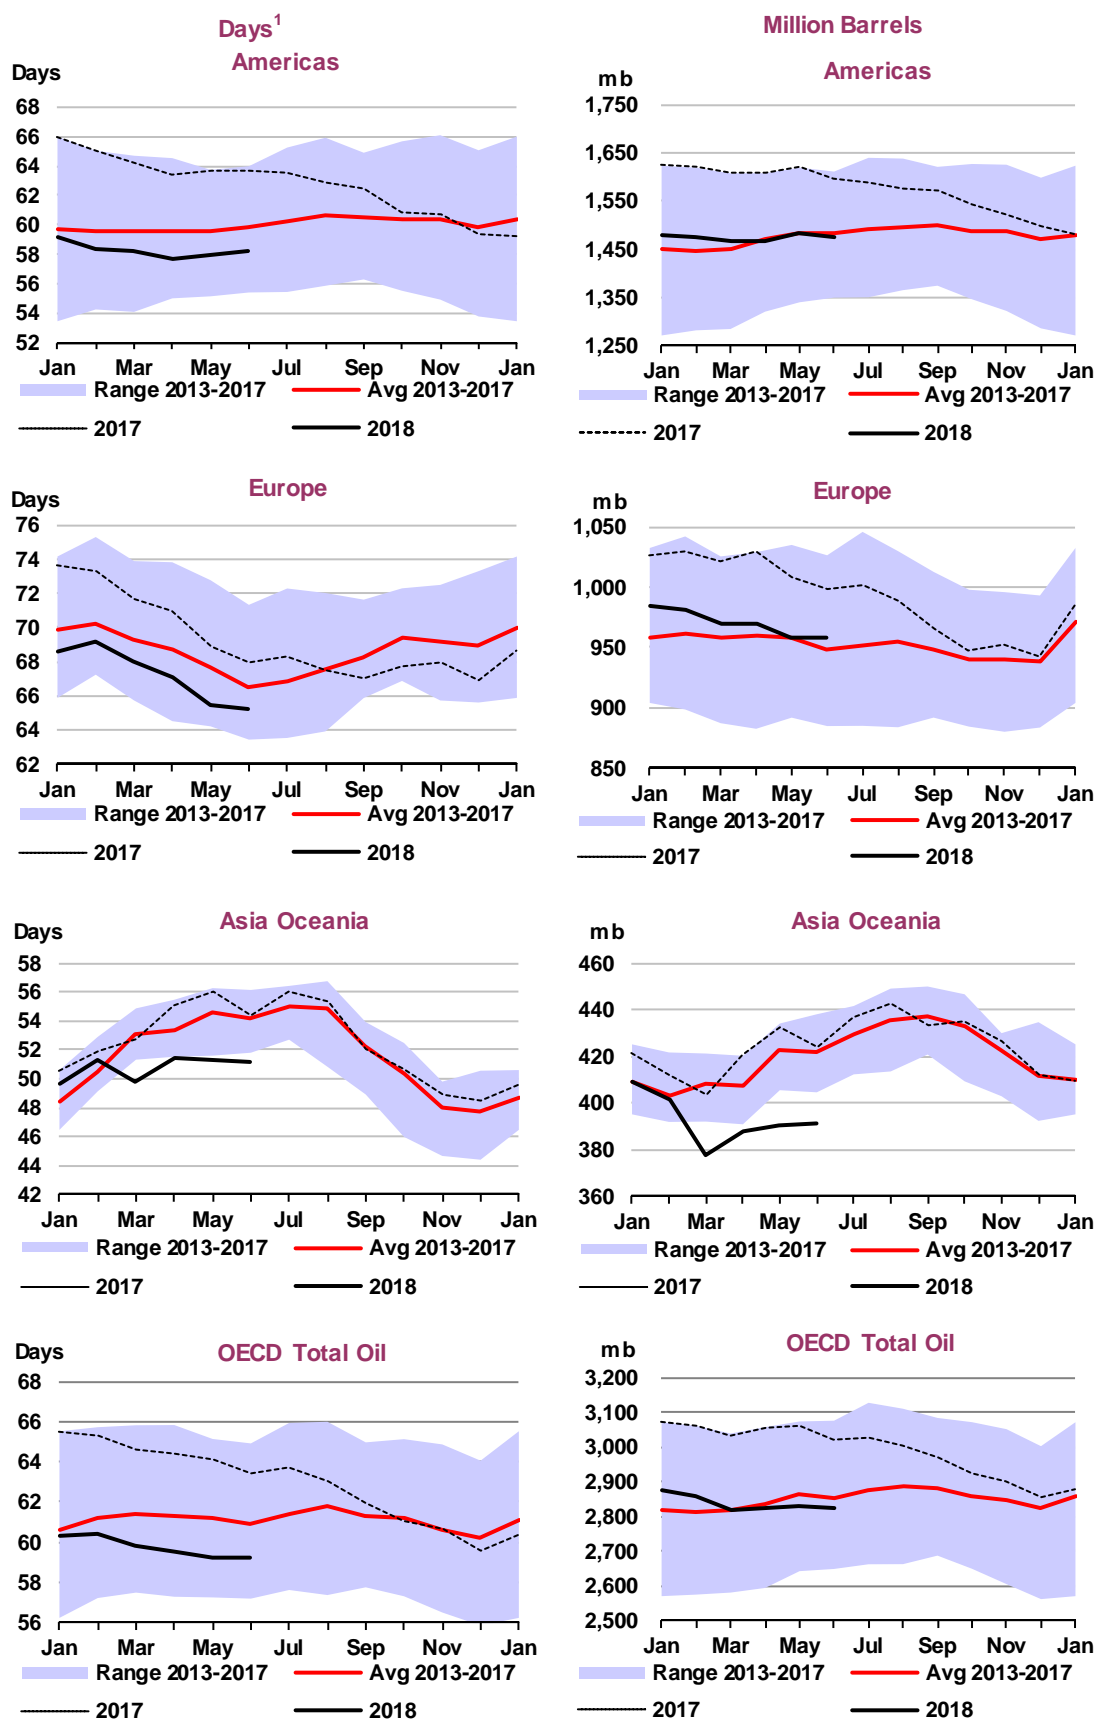 Days1
Americas
Days
68
66
64
62
60
58
56
54
52
Jan Mar May Jul Sep Nov Jan
Range 2013-2017 Avg 2013-2017
2017 2018
Million Barrels
Americas
mb
1,750
1,650
1,550
1,450
1,350
1,250
Jan Mar May Jul Sep Nov Jan
Range 2013-2017 Avg 2013-2017
2017 2018
Europe
Days
76
74
72
70
68
66
64
62
Jan Mar May Jul Sep Nov Jan
Range 2013-2017 Avg 2013-2017
2017 2018
Europe
mb
1,050
1,000
950
900
850
Jan Mar May Jul Sep Nov Jan
Range 2013-2017 Avg 2013-2017
2017 2018
Asia Oceania
Days
58
56
54
52
50
48
46
44
42
Jan Mar May Jul Sep Nov Jan
Range 2013-2017 Avg 2013-2017
2017 2018
Asia Oceania
mb
460
440
420
400
380
360
Jan Mar May Jul Sep Nov Jan
Range 2013-2017 Avg 2013-2017
2017 2018
Days
OECD Total Oil
68
66
64
62
60
58
56
Jan Mar May Jul Sep Nov Jan
Range 2013-2017 Avg 2013-2017
2017 2018
OECD Total Oil
mb
3,200
3,100
3,000
2,900
2,800
2,700
2,600
2,500
Jan Mar May Jul Sep Nov Jan
Range 2013-2017 Avg 2013-2017
2017 2018